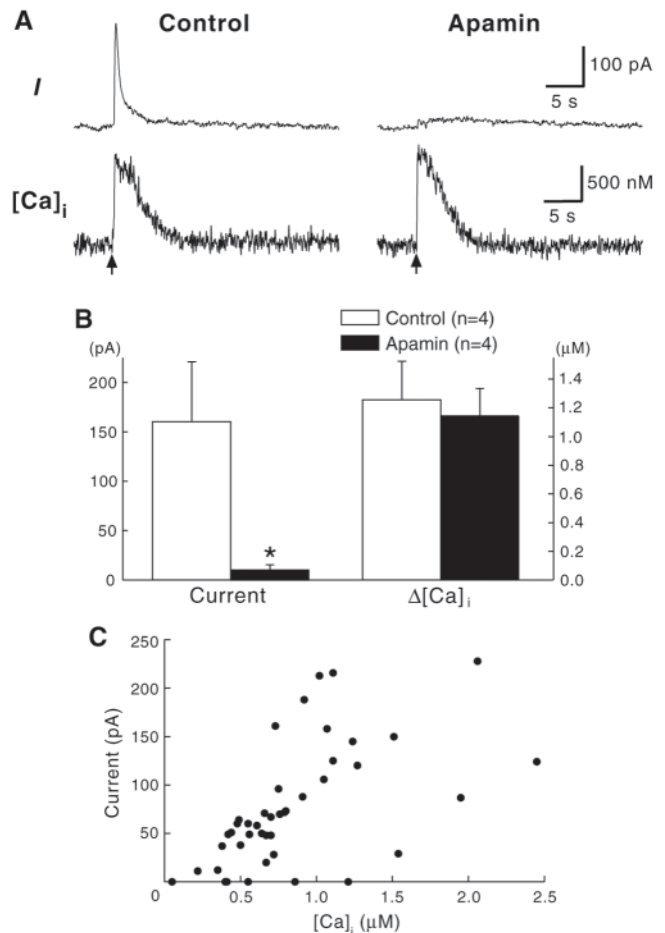 A
Control
Apamin
I
100 pA
5 s
[Ca]i
500 nM
5 s
B
Control (n=4)
Apamin (n=4)
(pA)
(μM)
200
150
100
50
0
1.4
1.2
1.0
0.8
0.6
0.4
0.2
0.0
*
Current
Δ[Ca]i
C
250
200
150
100
50
0
0.5
1.0
1.5
2.0
2.5
Current (pA)
[Ca]i (μM)